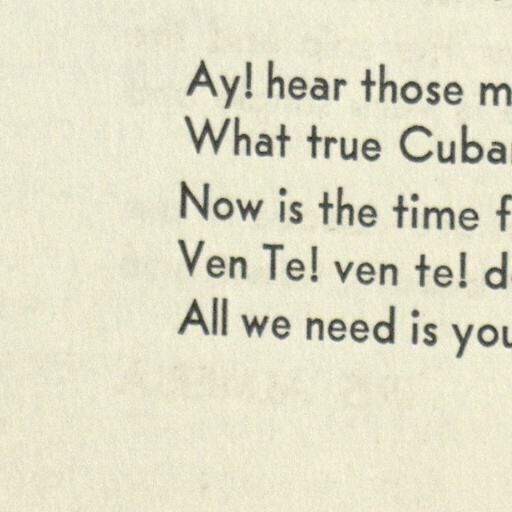 Ay! hear those m
What true Cuba
Now is the time f
Ven Te! ven te! d
All we need is you